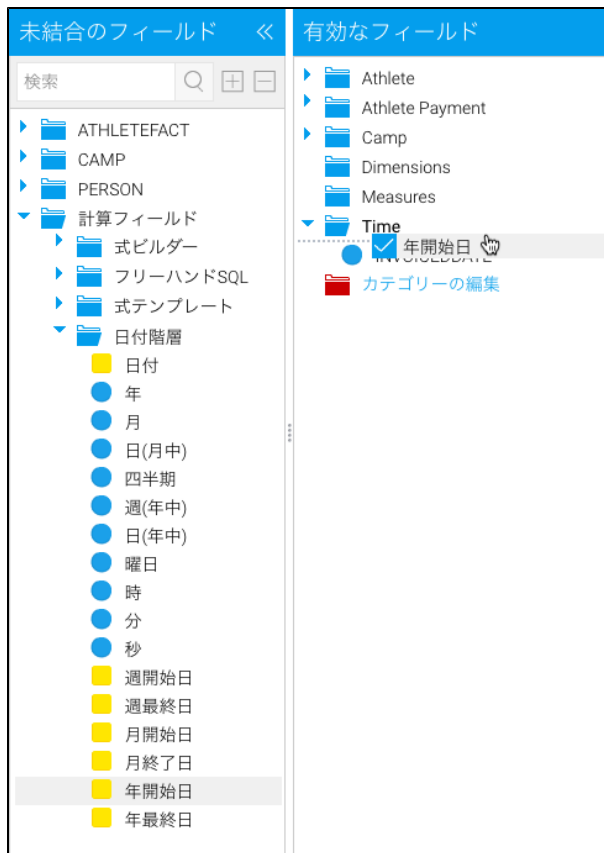 未結合のフィールド
検索
ATHLETEFACT
CAMP
PERSON
計算フィールド
式ビルダー
フリーハンドSQL
式テンプレート
日付階層
日付
年
月
日(月中)
四半期
週(年中)
日(年中)
曜日
時
分
秒
週開始日
週最終日
月開始日
月終了日
年開始日
年最終日
有効なフィールド
Athlete
Athlete Payment
Camp
Dimensions
Measures
Time
年開始日
INVOICEDDATE
カテゴリーの編集